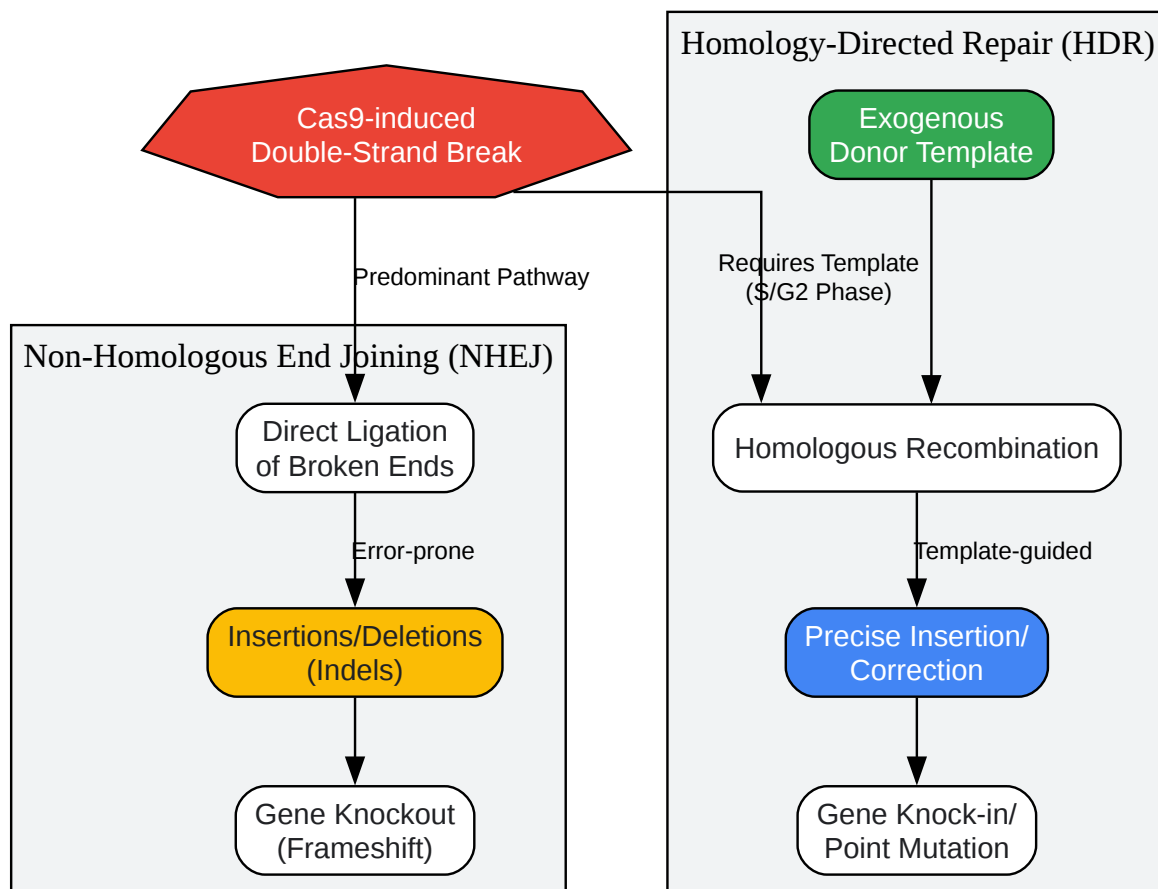 Homology-Directed Repair (HDR)
Cas9-induced
Double-Strand Break
Exogenous
Donor Template
Predominant Pathway
Requires Template
(S/G2 Phase)
Non-Homologous End Joining (NHEJ)
Direct Ligation
of Broken Ends
Homologous Recombination
Error-prone
Template-guided
Insertions/Deletions
(Indels)
Precise Insertion/
Correction
Gene Knockout
(Frameshift)
Gene Knock-in/
Point Mutation